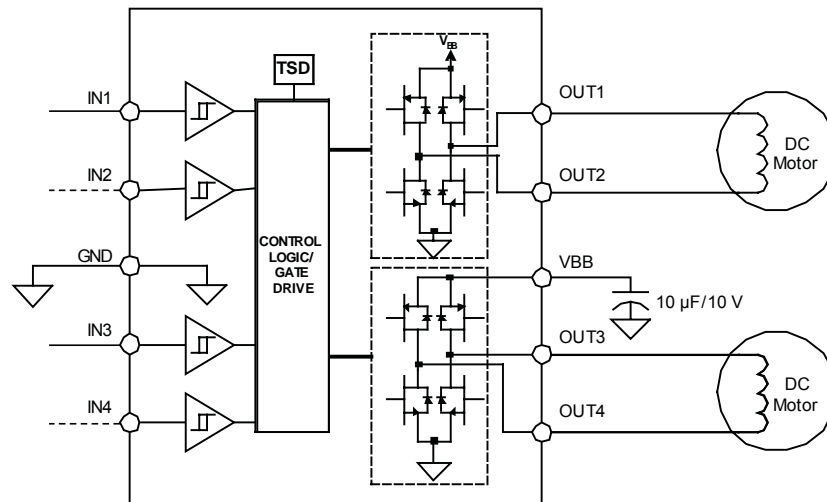 V_BB
TSD
IN1
OUT1
DC
Motor
IN2
OUT2
CONTROL
LOGIC/
GATE
DRIVE
GND
VBB
10 µF/10 V
IN3
OUT3
DC
Motor
IN4
OUT4